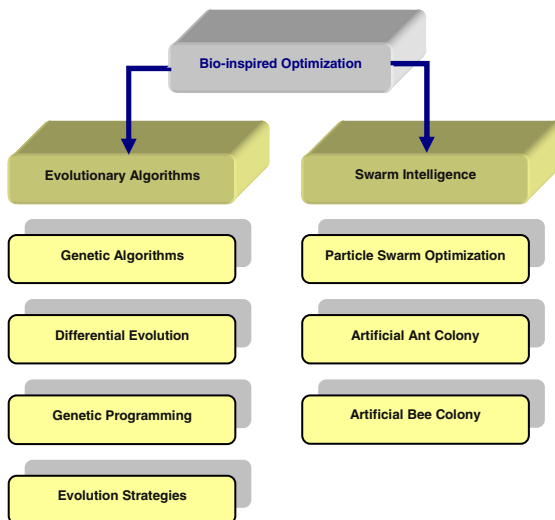 Bio-inspired Optimization
Evolutionary Algorithms
Swarm Intelligence
Genetic Algorithms
Particle Swarm Optimization
Differential Evolution
Artificial Ant Colony
Genetic Programming
Artificial Bee Colony
Evolution Strategies